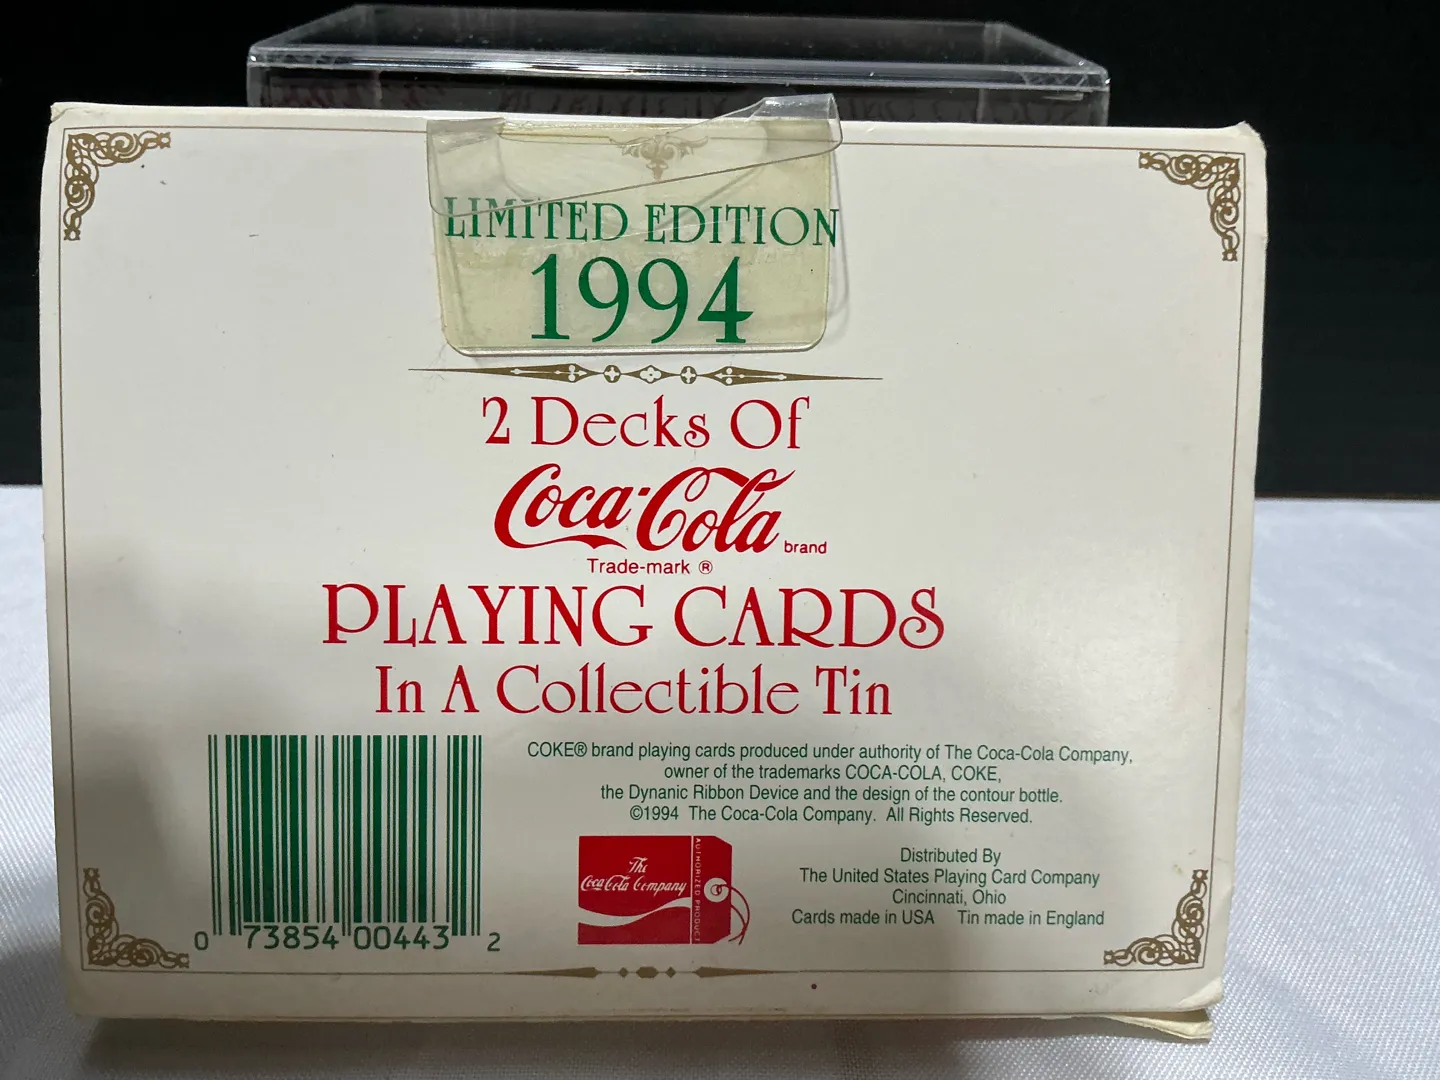 LIMITED EDITION
1994
2 Decks Of
Coca-Cola brand
Trade-mark ®
PLAYING CARDS
In A Collectible Tin
COKE® brand playing cards produced under authority of The Coca-Cola Company,
owner of the trademarks COCA-COLA, COKE,
the Dynanic Ribbon Device and the design of the contour bottle.
©1994 The Coca-Cola Company. All Rights Reserved.
The
Coca-Cola Company
AUTHORIZED PRODUCT
Distributed By
The United States Playing Card Company
Cincinnati, Ohio
Cards made in USA Tin made in England
0 73854 00443 2